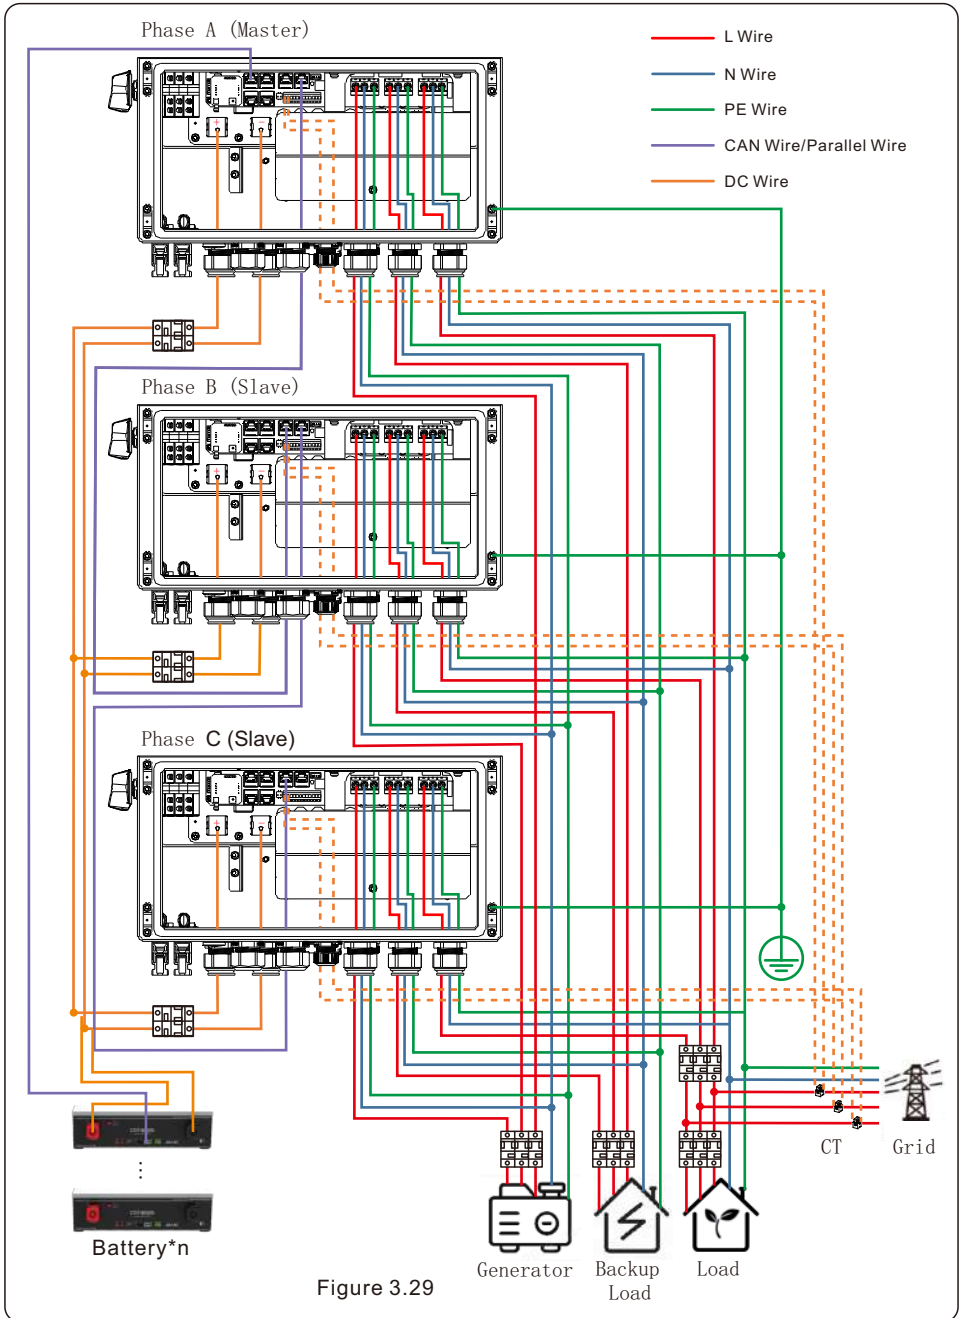 Phase A (Master)
L Wire
N Wire
PE Wire
CAN Wire/Parallel Wire
DC Wire
Phase B (Slave)
Phase C (Slave)
CT
Grid
Battery*n
Generator
Backup
Load
Load
Figure 3.29